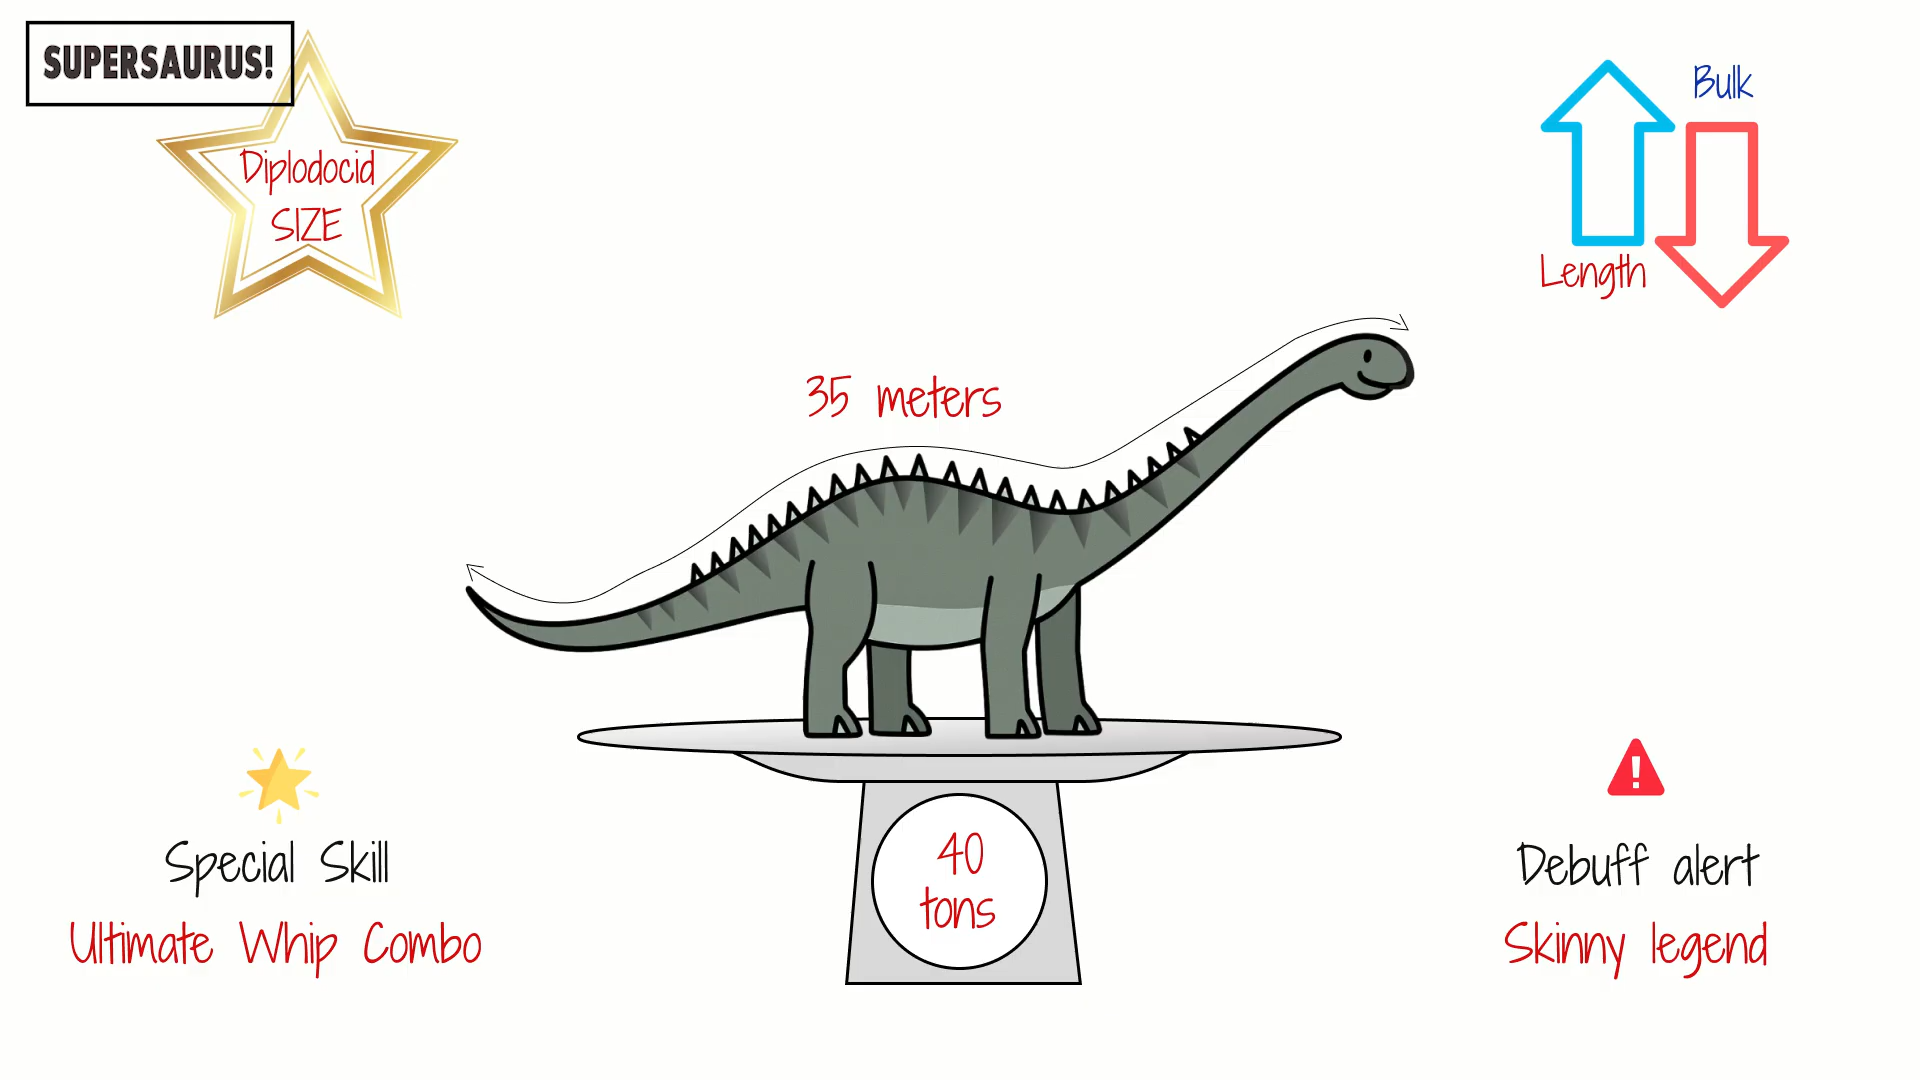 SUPERSAURUS!
Diplodocid
SIZE
Bulk
Length
35 meters
40
tons
Special Skill
Ultimate Whip Combo
Debuff alert
Skinny legend